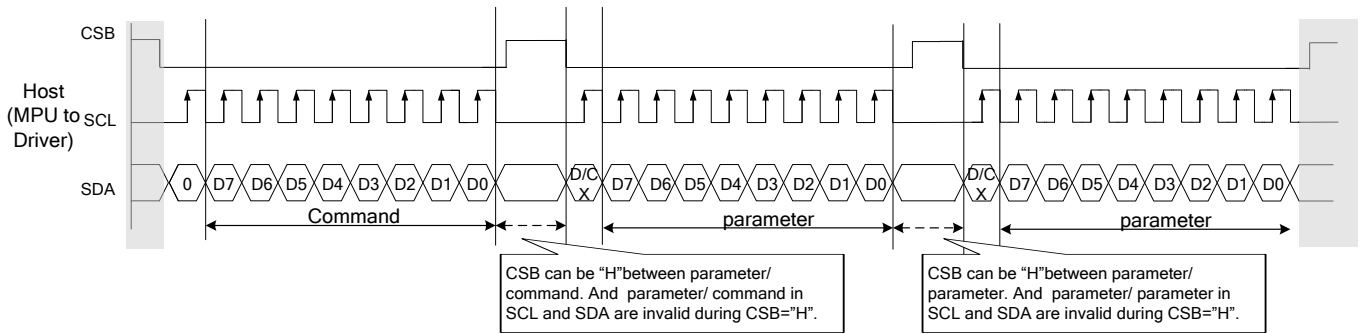 CSB
Host
(MPU to
Driver)
SCL
SDA
0 D7 D6 D5 D4 D3 D2 D1 D0 D/C X D7 D6 D5 D4 D3 D2 D1 D0 D/C X D7 D6 D5 D4 D3 D2 D1 D0
Command parameter parameter
CSB can be “H”between parameter/
command. And parameter/ command in
SCL and SDA are invalid during CSB=”H”.
CSB can be “H”between parameter/
parameter. And parameter/ parameter in
SCL and SDA are invalid during CSB=”H”.